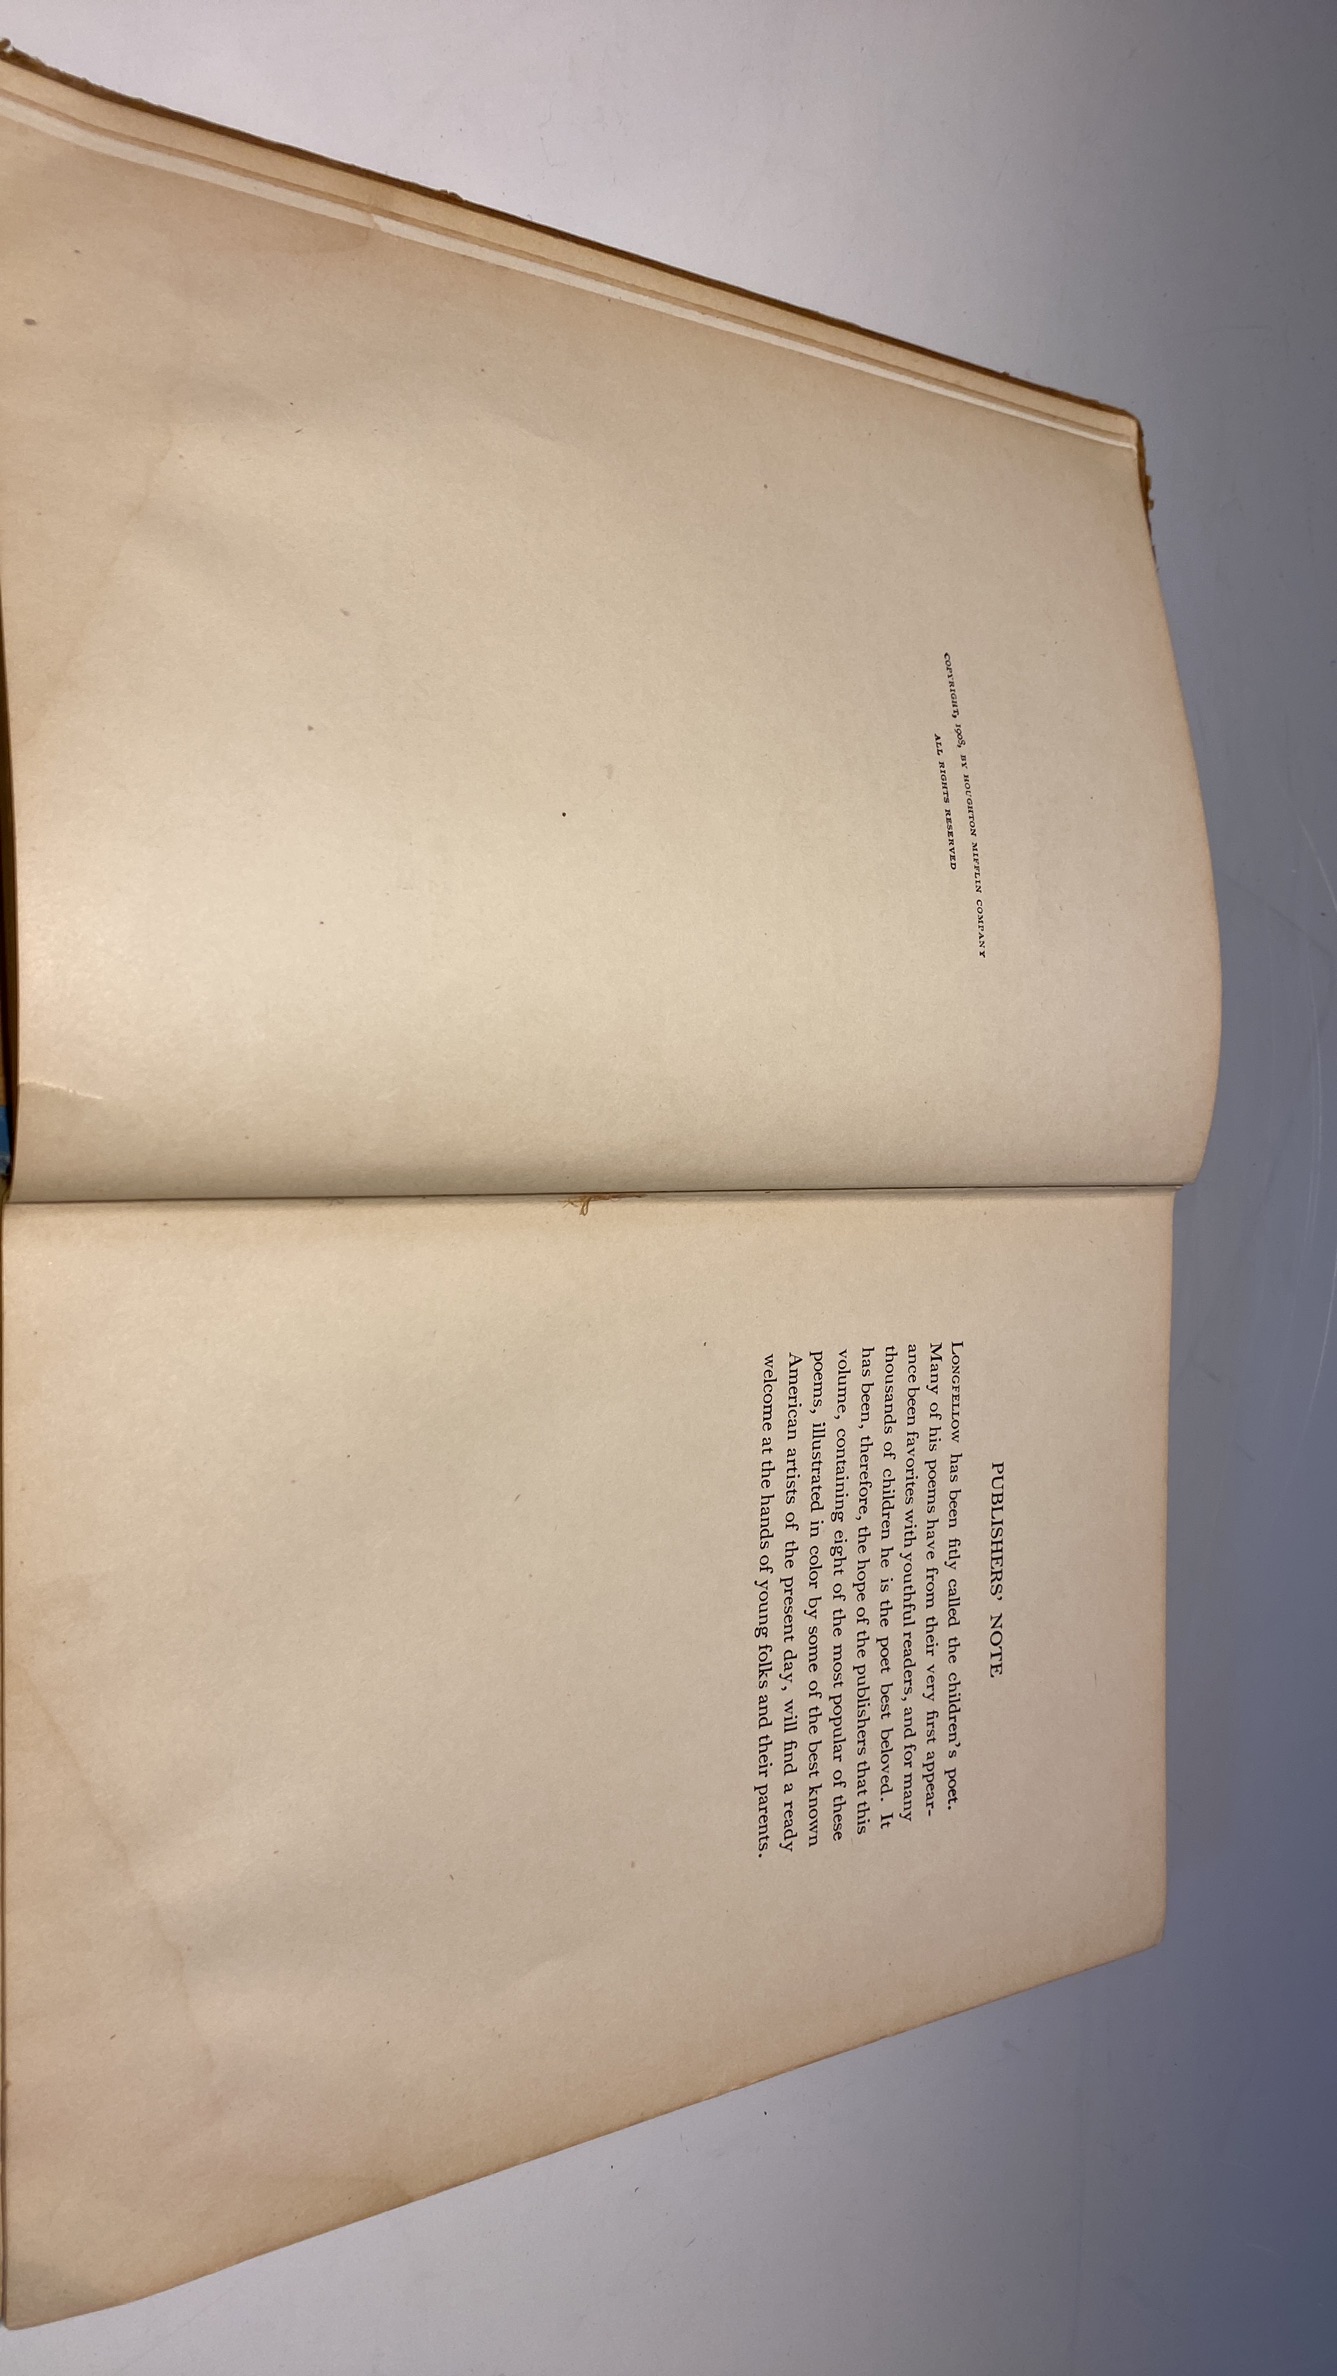 COPYRIGHT, 1908, BY HOUGHTON MIFFLIN COMPANY
ALL RIGHTS RESERVED
PUBLISHERS' NOTE
LONGFELLOW has been fitly called the children's poet.
Many of his poems have from their very first appear-
ance been favorites with youthful readers, and for many
thousands of children he is the poet best beloved. It
has been, therefore, the hope of the publishers that this
volume, containing eight of the most popular of these
poems, illustrated in color by some of the best known
American artists of the present day, will find a ready
welcome at the hands of young folks and their parents.